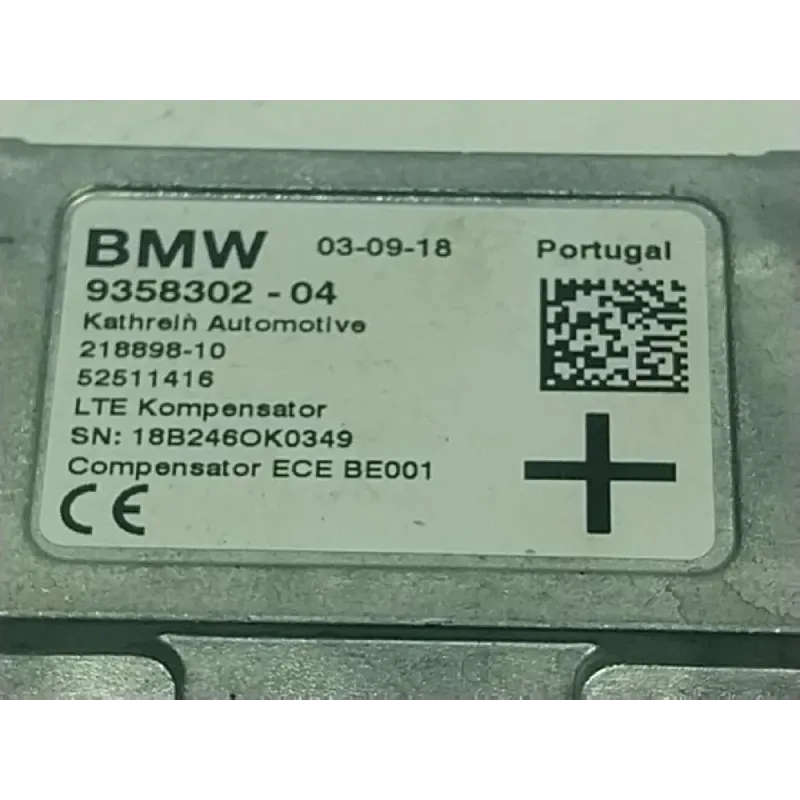 BMW 03-09-18 Portugal
9358302 - 04
Kathrein Automotive
218898-10
52511416
LTE Kompensator
SN: 18B246OK0349
Compensator ECE BE001
CE